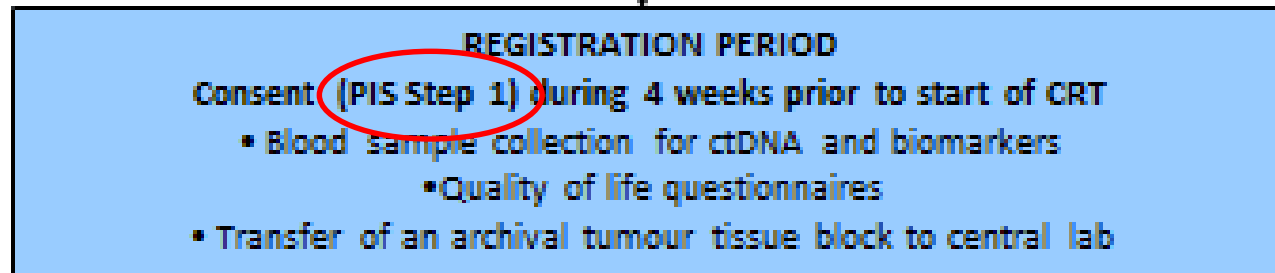 REGISTRATION PERIOD
Consent (PIS Step 1) during 4 weeks prior to start of CRT
• Blood sample collection for ctDNA and biomarkers
•Quality of life questionnaires
• Transfer of an archival tumour tissue block to central lab